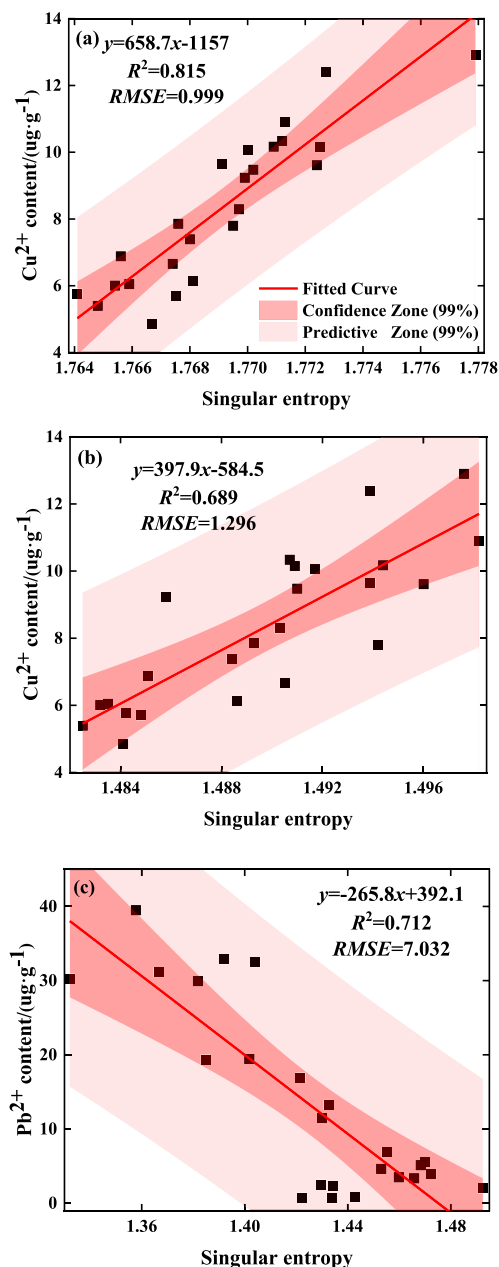 (a)
y=658.7x-1157
R²=0.815
RMSE=0.999
14
12
10
8
6
4
Cu²⁺ content/(ug·g⁻¹)
Fitted Curve
Confidence Zone (99%)
Predictive Zone (99%)
1.764 1.766 1.768 1.770 1.772 1.774 1.776 1.778
Singular entropy
(b)
y=397.9x-584.5
R²=0.689
RMSE=1.296
14
12
10
8
6
4
Cu²⁺ content/(ug·g⁻¹)
1.484 1.488 1.492 1.496
Singular entropy
(c)
y=-265.8x+392.1
R²=0.712
RMSE=7.032
40
30
20
10
0
Pb²⁺ content/(ug·g⁻¹)
1.36 1.40 1.44 1.48
Singular entropy